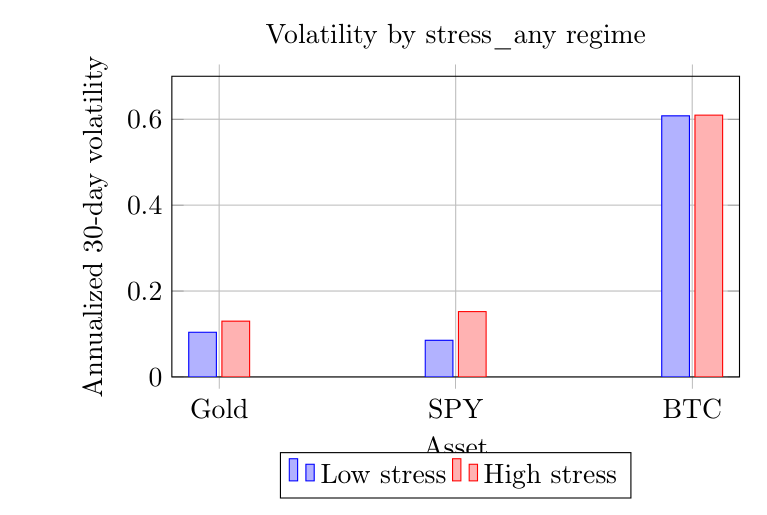 Volatility by stress_any regime
Annualized 30-day volatility
0.6
0.4
0.2
0
Gold SPY BTC
Asset
Low stress High stress